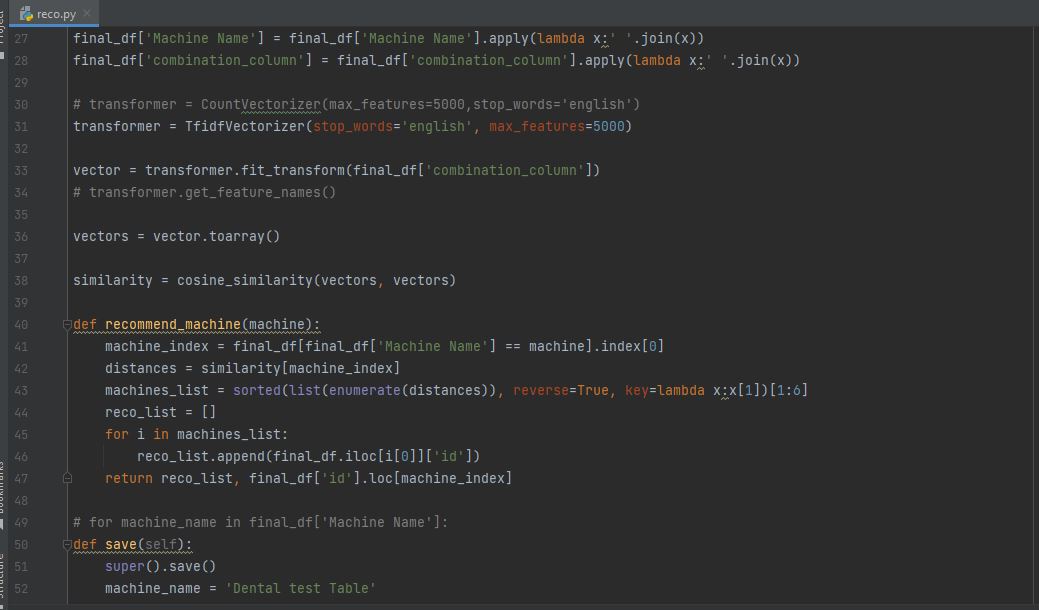 reco.py
27 final_df['Machine Name'] = final_df['Machine Name'].apply(lambda x:' '.join(x))
28 final_df['combination_column'] = final_df['combination_column'].apply(lambda x:' '.join(x))
29
30 # transformer = CountVectorizer(max_features=5000,stop_words='english')
31 transformer = TfidfVectorizer(stop_words='english', max_features=5000)
32
33 vector = transformer.fit_transform(final_df['combination_column'])
34 # transformer.get_feature_names()
35
36 vectors = vector.toarray()
37
38 similarity = cosine_similarity(vectors, vectors)
39
40 def recommend_machine(machine):
41     machine_index = final_df[final_df['Machine Name'] == machine].index[0]
42     distances = similarity[machine_index]
43     machines_list = sorted(list(enumerate(distances)), reverse=True, key=lambda x:x[1])[1:6]
44     reco_list = []
45     for i in machines_list:
46         reco_list.append(final_df.iloc[i[0]]['id'])
47     return reco_list, final_df['id'].loc[machine_index]
48
49 # for machine_name in final_df['Machine Name']:
50 def save(self):
51     super().save()
52     machine_name = 'Dental test Table'